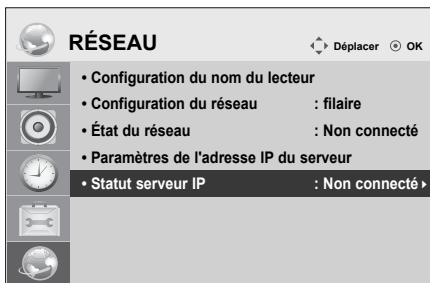 RÉSEAU
Déplacer OK
• Configuration du nom du lecteur
• Configuration du réseau : filaire
• État du réseau : Non connecté
• Paramètres de l'adresse IP du serveur
• Statut serveur IP : Non connecté